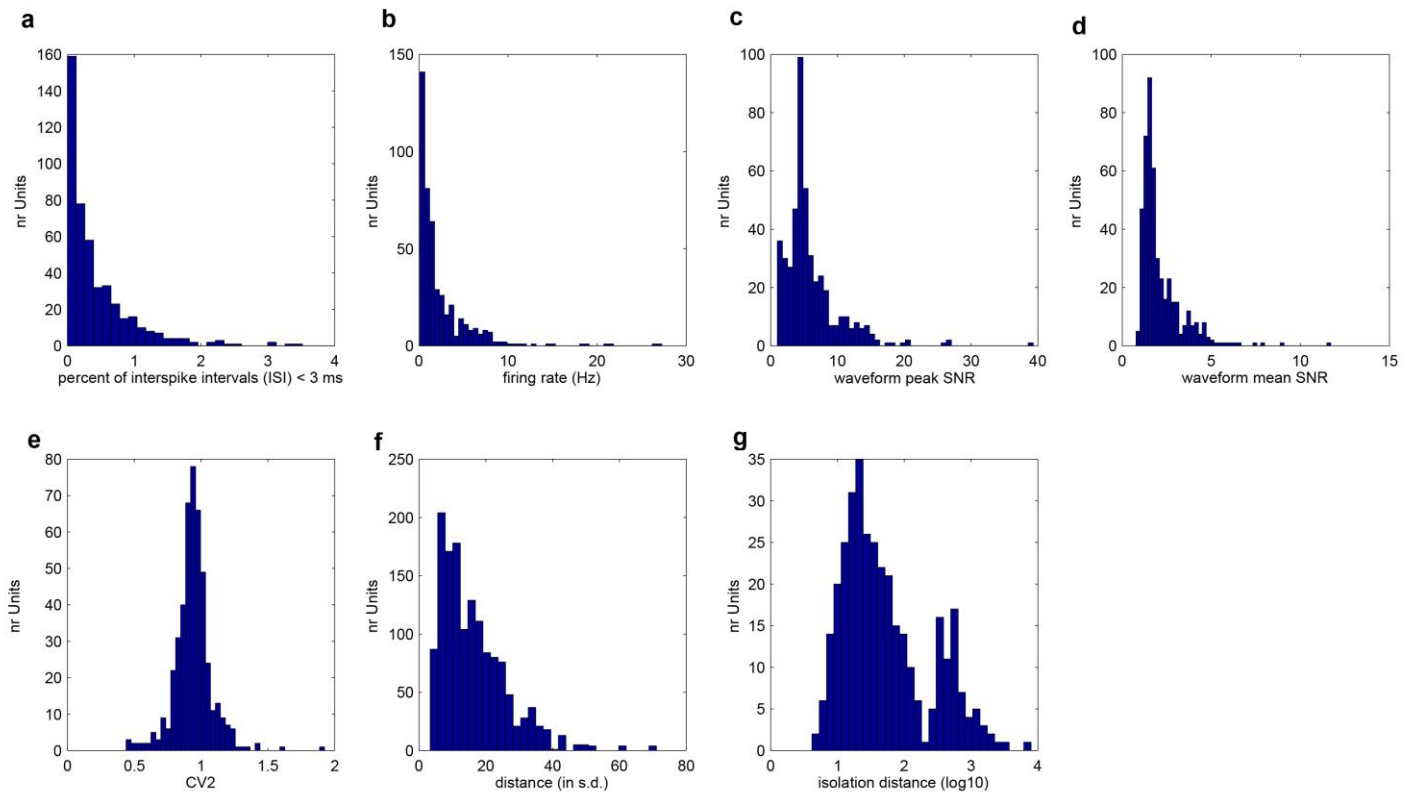 a
160
140
120
100
80
60
40
20
0
nr Units
0 1 2 3 4
percent of interspike intervals (ISI) < 3 ms
b
150
100
50
0
nr Units
0 10 20 30
firing rate (Hz)
c
100
80
60
40
20
0
nr Units
0 10 20 30 40
waveform peak SNR
d
100
80
60
40
20
0
nr Units
0 5 10 15
waveform mean SNR
e
80
70
60
50
40
30
20
10
0
nr Units
0 0.5 1 1.5 2
CV2
f
250
200
150
100
50
0
nr Units
0 20 40 60 80
distance (in s.d.)
g
35
30
25
20
15
10
5
0
nr Units
0 1 2 3 4
isolation distance (log10)